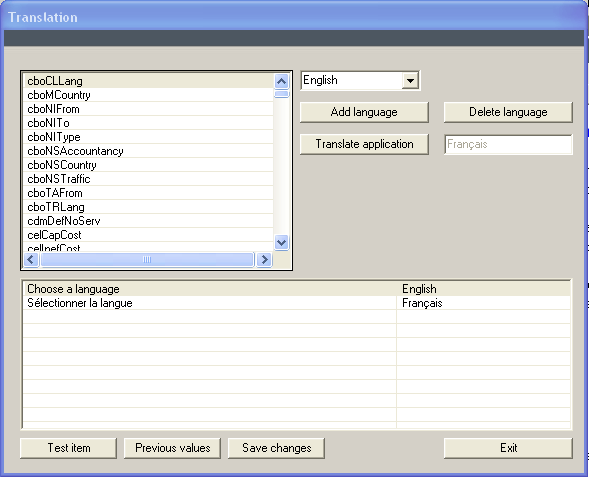 Translation
cboCLLang
cboMCountry
cboNIFrom
cboNITo
cboNIType
cboNSAccountancy
cboNSCountry
cboNSTraffic
cboTAFrom
cboTRLang
cdmDefNoServ
celCapCost
cellnefCost
English
Add language
Delete language
Translate application
Français
Choose a language English
Sélectionner la langue Français
Test item
Previous values
Save changes
Exit